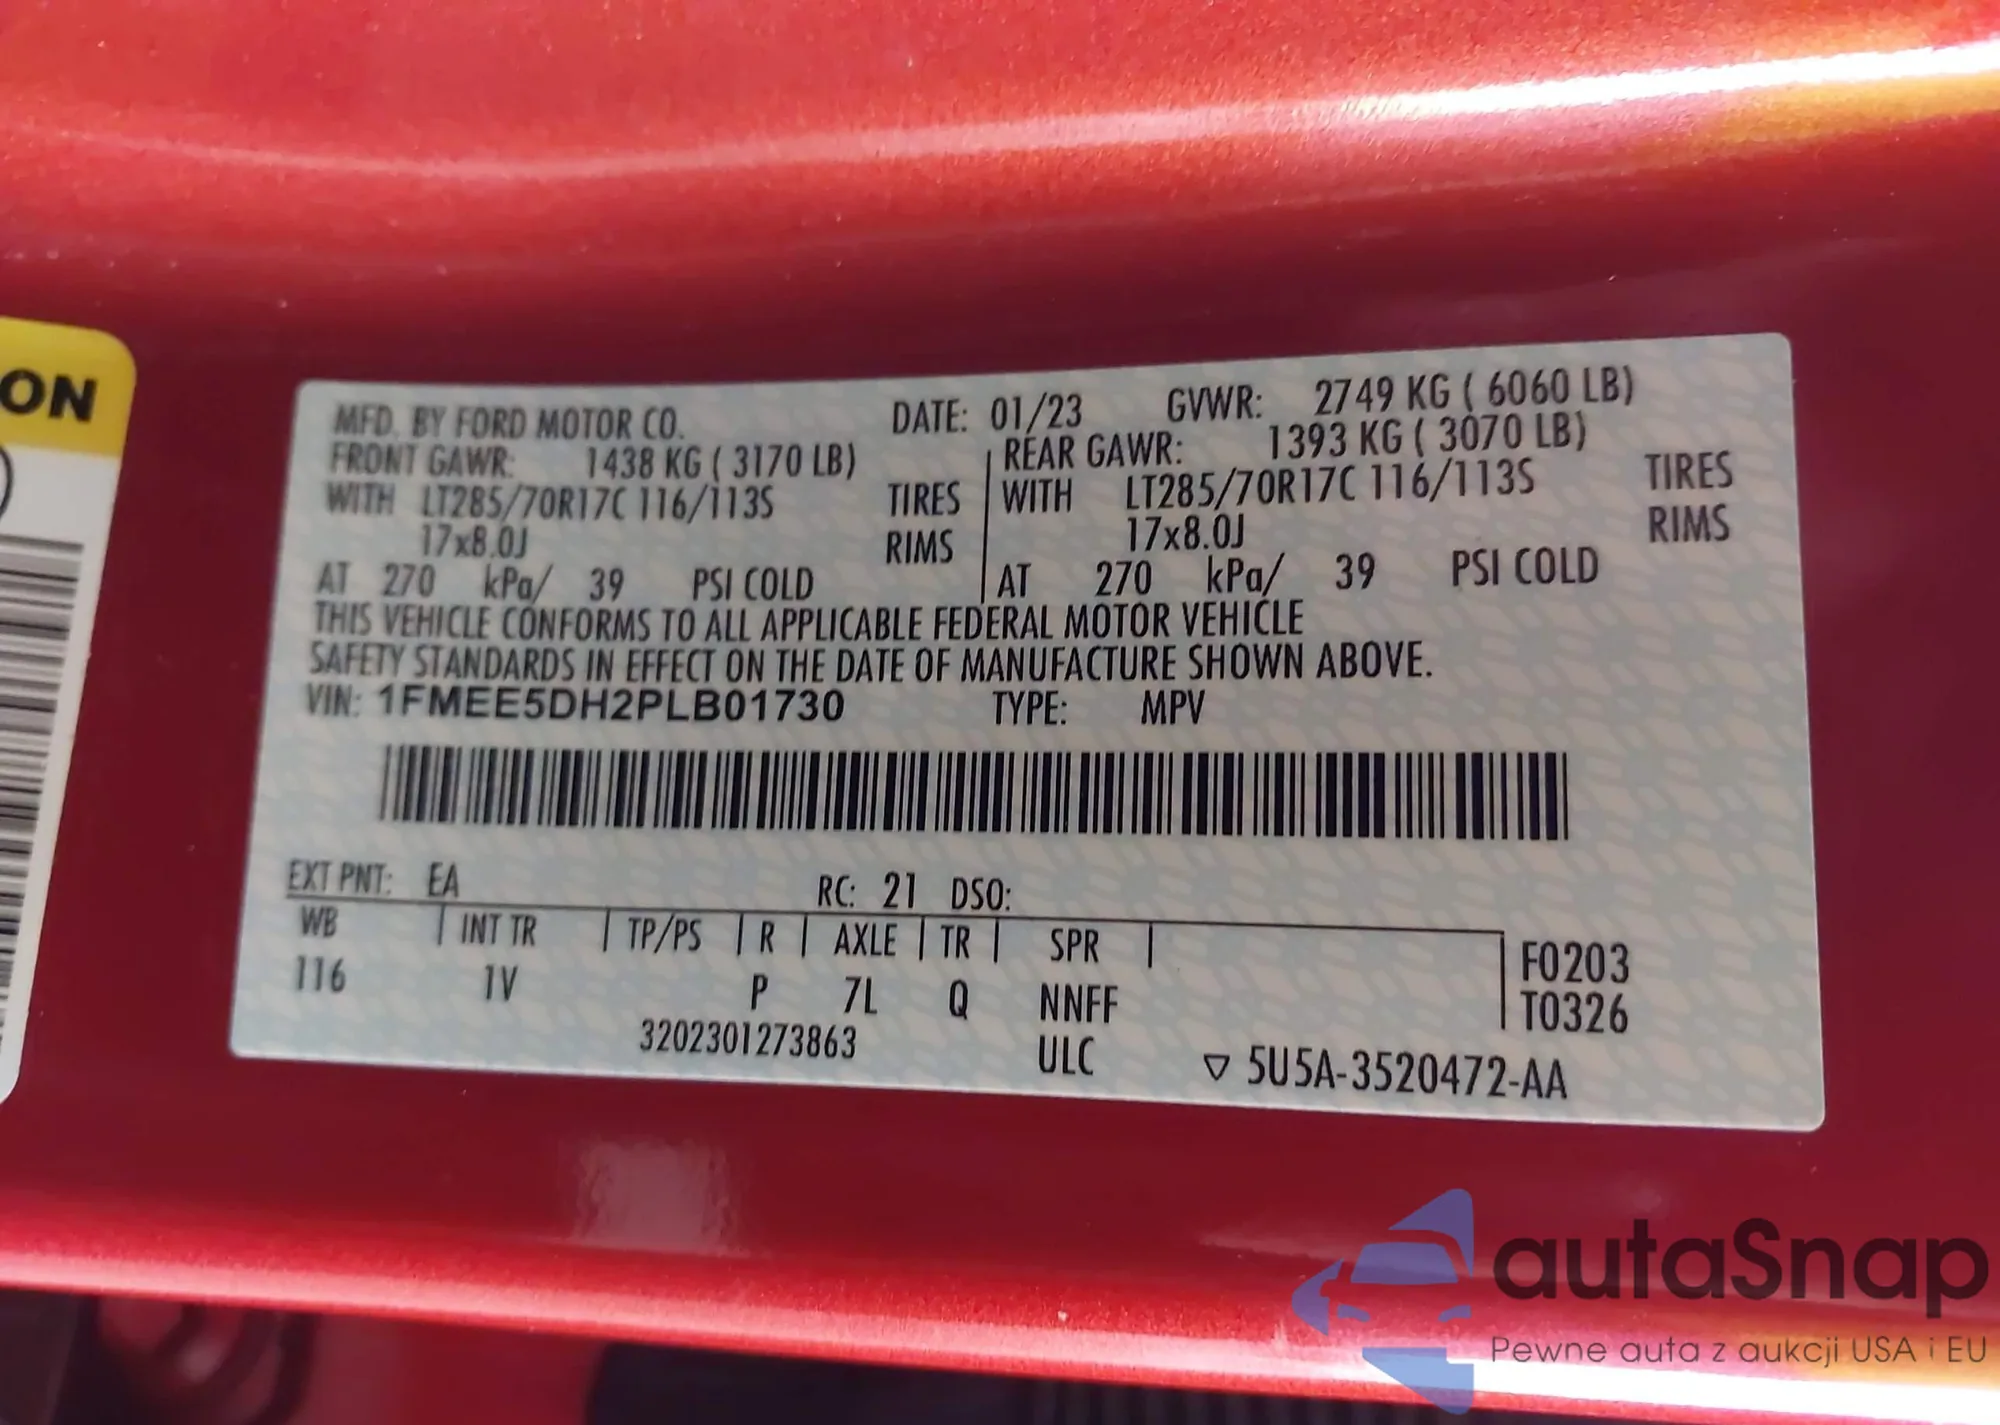 ON
MFD. BY FORD MOTOR CO. DATE: 01/23 GVWR: 2749 KG ( 6060 LB)
FRONT GAWR: 1438 KG ( 3170 LB) REAR GAWR: 1393 KG ( 3070 LB)
WITH LT285/70R17C 116/113S TIRES WITH LT285/70R17C 116/113S TIRES
17x8.0J RIMS 17x8.0J RIMS
AT 270 kPa/ 39 PSI COLD AT 270 kPa/ 39 PSI COLD
THIS VEHICLE CONFORMS TO ALL APPLICABLE FEDERAL MOTOR VEHICLE
SAFETY STANDARDS IN EFFECT ON THE DATE OF MANUFACTURE SHOWN ABOVE.
VIN: 1FMEE5DH2PLB01730 TYPE: MPV
EXT PNT: EA RC: 21 DSO:
WB INT TR TP/PS R AXLE TR SPR F0203
116 1V P 7L Q NNFF T0326
3202301273863 ULC ▽ 5U5A-3520472-AA
autaSnap
Pewne auta z aukcji USA i EU